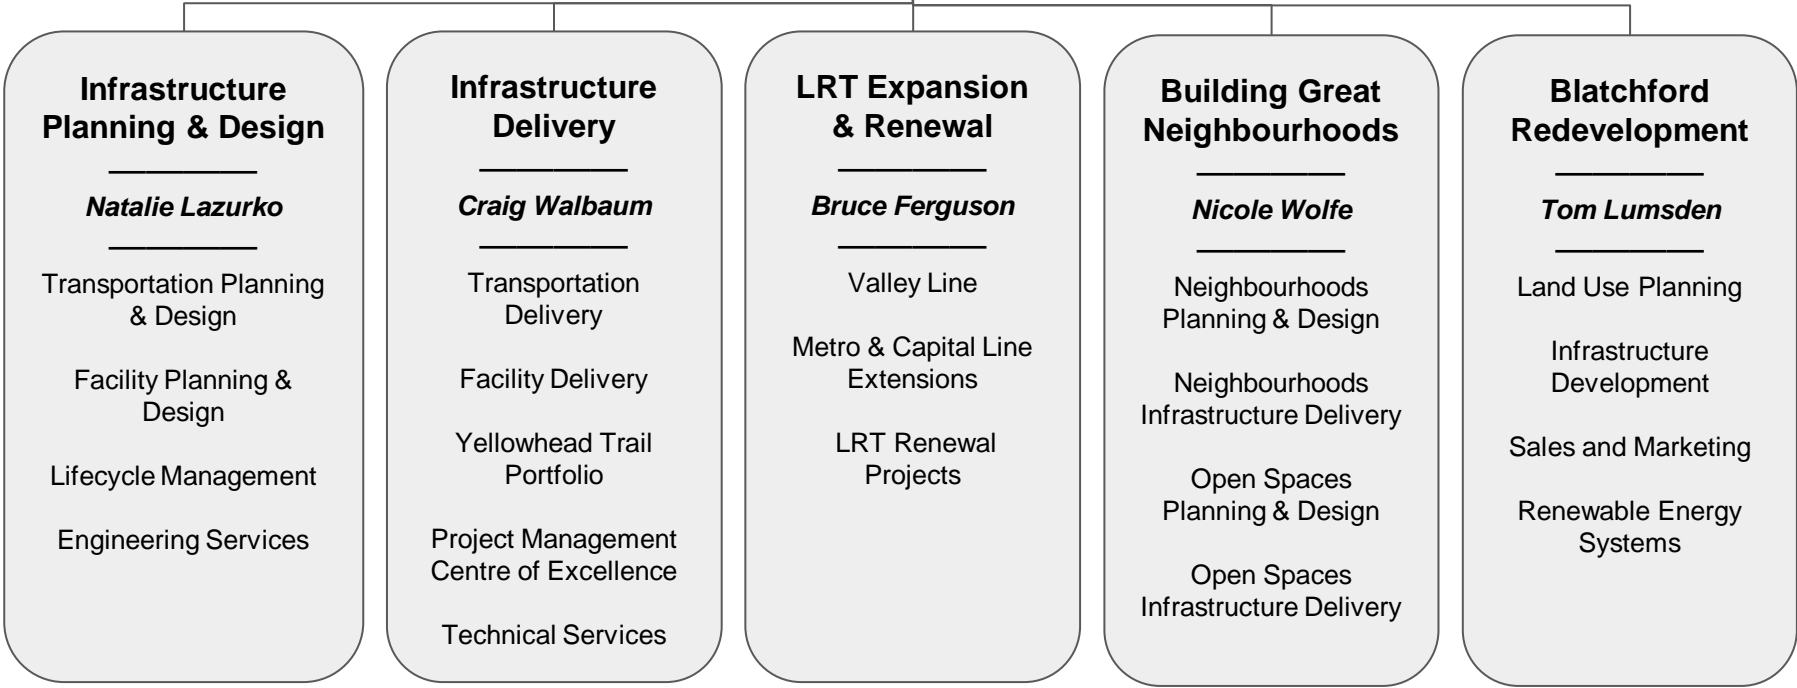 Infrastructure
Planning & Design
Natalie Lazurko
Transportation Planning
& Design
Facility Planning &
Design
Lifecycle Management
Engineering Services
Infrastructure
Delivery
Craig Walbaum
Transportation
Delivery
Facility Delivery
Yellowhead Trail
Portfolio
Project Management
Centre of Excellence
Technical Services
LRT Expansion
& Renewal
Bruce Ferguson
Valley Line
Metro & Capital Line
Extensions
LRT Renewal
Projects
Building Great
Neighbourhoods
Nicole Wolfe
Neighbourhoods
Planning & Design
Neighbourhoods
Infrastructure Delivery
Open Spaces
Planning & Design
Open Spaces
Infrastructure Delivery
Blatchford
Redevelopment
Tom Lumsden
Land Use Planning
Infrastructure
Development
Sales and Marketing
Renewable Energy
Systems